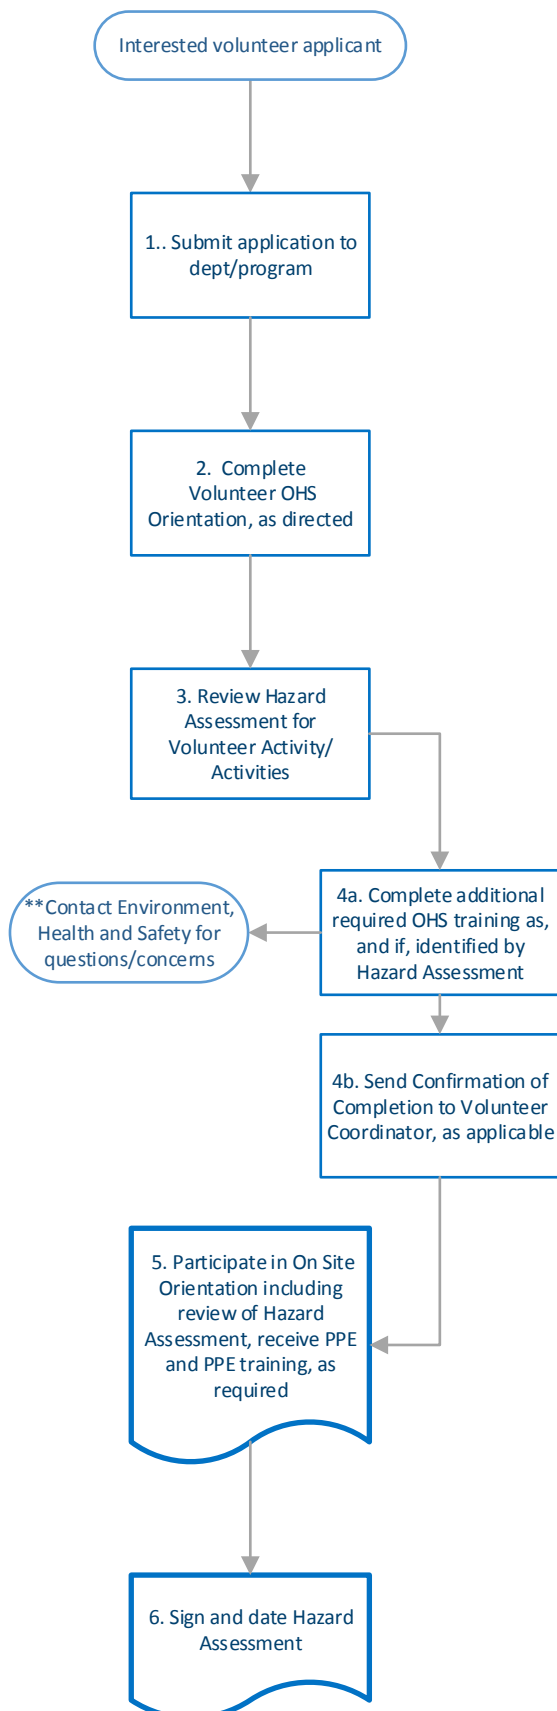 Interested volunteer applicant
1.. Submit application to
dept/program
2. Complete
Volunteer OHS
Orientation, as directed
3. Review Hazard
Assessment for
Volunteer Activity/
Activities
4a. Complete additional
required OHS training as,
and if, identified by
Hazard Assessment
**Contact Environment,
Health and Safety for
questions/concerns
4b. Send Confirmation of
Completion to Volunteer
Coordinator, as applicable
5. Participate in On Site
Orientation including
review of Hazard
Assessment, receive PPE
and PPE training, as
required
6. Sign and date Hazard
Assessment